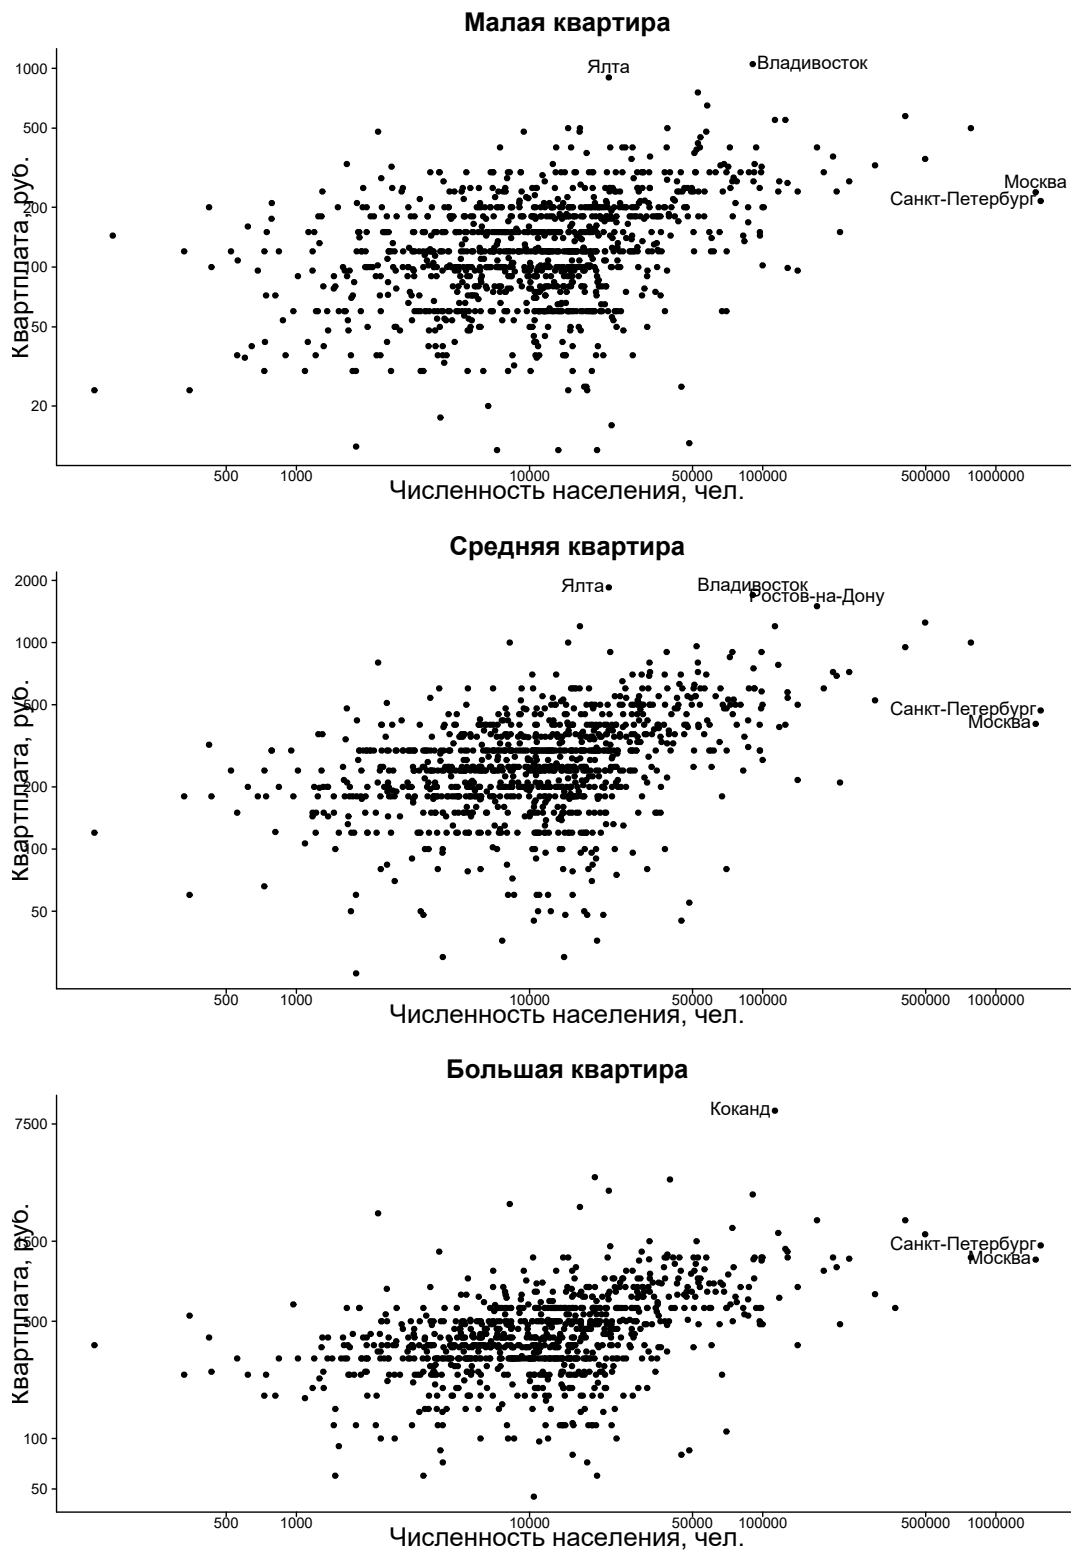 Малая квартира
Квартплата, руб.
1000
500
200
100
50
20
Ялта
Владивосток
Москва
Санкт-Петербург
500
1000
10000
50000
100000
500000
1000000
Численность населения, чел.
Средняя квартира
Квартплата, руб.
2000
1000
500
200
100
50
Ялта
Владивосток
Ростов-на-Дону
Санкт-Петербург
Москва
500
1000
10000
50000
100000
500000
1000000
Численность населения, чел.
Большая квартира
Квартплата, руб.
7500
1500
500
100
50
Коканд
Санкт-Петербург
Москва
500
1000
10000
50000
100000
500000
1000000
Численность населения, чел.